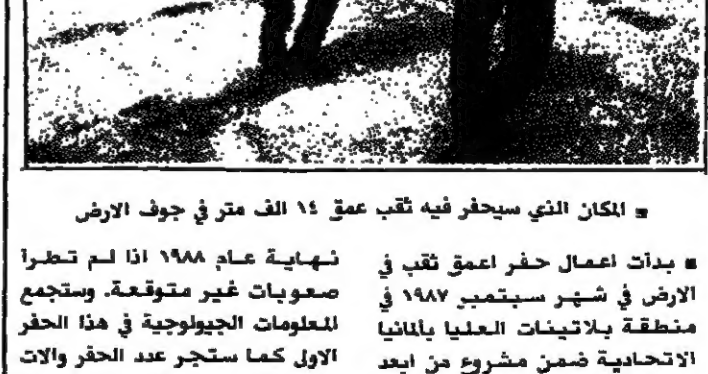 ■ المكان الذي سيحفر فيه ثقب عمق ١٤ الف متر في جوف الارض
■ بدأت اعمال حفر اعمق ثقب في
الارض في شهر سبتمبر ١٩٨٧ في
منطقة بلاتينات العليا بألمانيا
الاتحادية ضمن مشروع من ابعد
نهاية عام ١٩٨٨ اذا لم تطرأ
صعوبات غير متوقعة. وستجمع
المعلومات الجيولوجية في هذا الحفر
الاول كما ستجر عدد الحفر والات